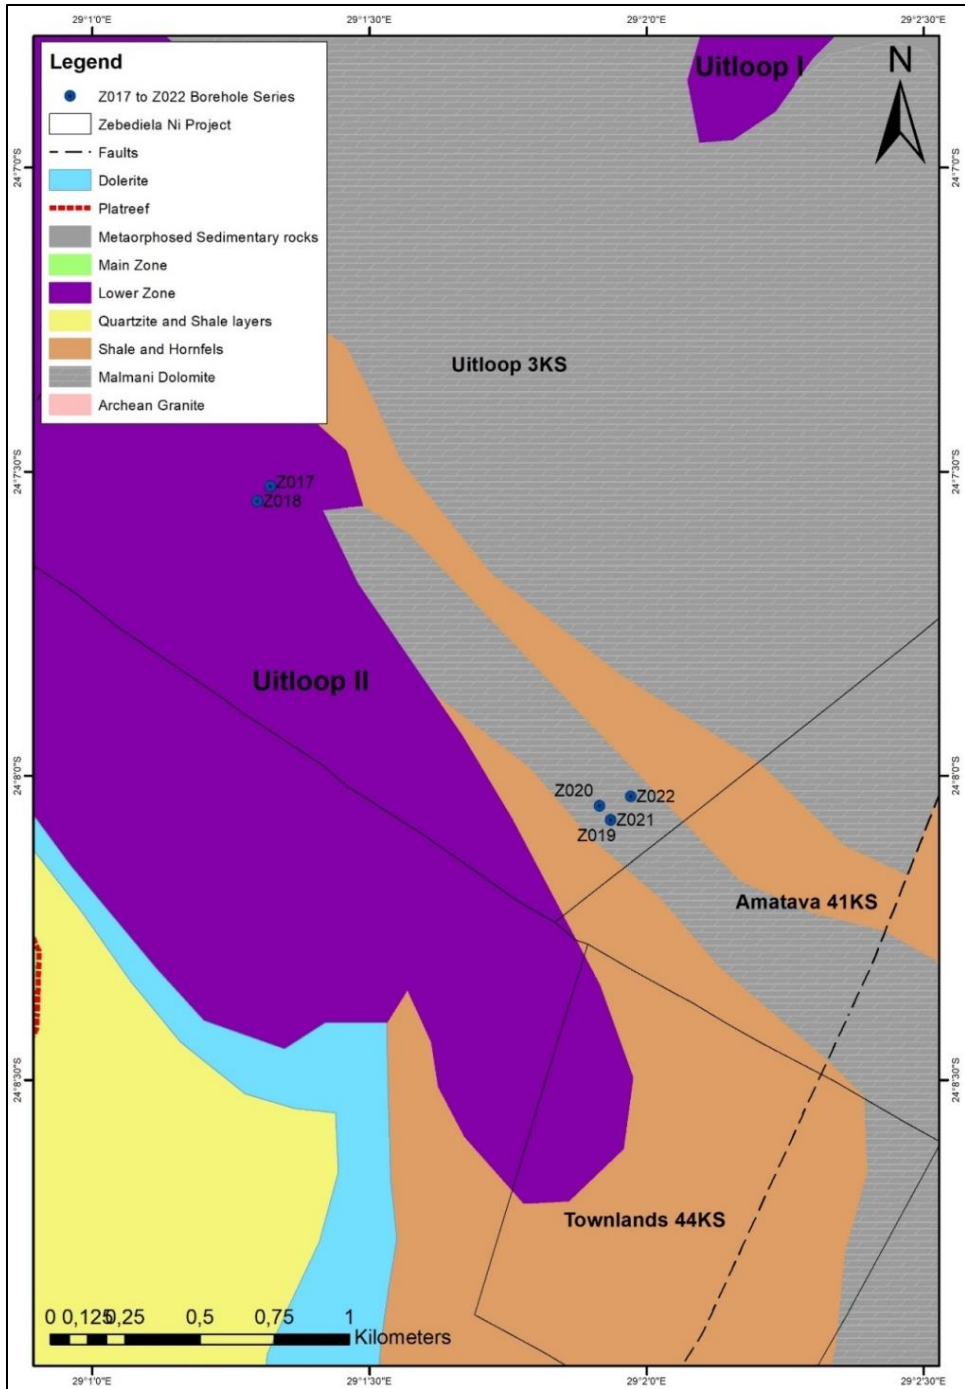 29°1'0"E 29°1'30"E 29°2'0"E 29°2'30"E
Legend
Z017 to Z022 Borehole Series
Zebediela Ni Project
Faults
Dolerite
Platreef
Metaorphosed Sedimentary rocks
Main Zone
Lower Zone
Quartzite and Shale layers
Shale and Hornfels
Malmani Dolomite
Archean Granite
Uitloop I
N
24°7'0"S 24°7'0"S
Uitloop 3KS
24°7'30"S 24°7'30"S
Z017
Z018
Uitloop II
24°8'0"S 24°8'0"S
Z020 Z022
Z021
Z019
Amatava 41KS
24°8'30"S 24°8'30"S
Townlands 44KS
0 0,125 0,25 0,5 0,75 1
Kilometers
29°1'0"E 29°1'30"E 29°2'0"E 29°2'30"E